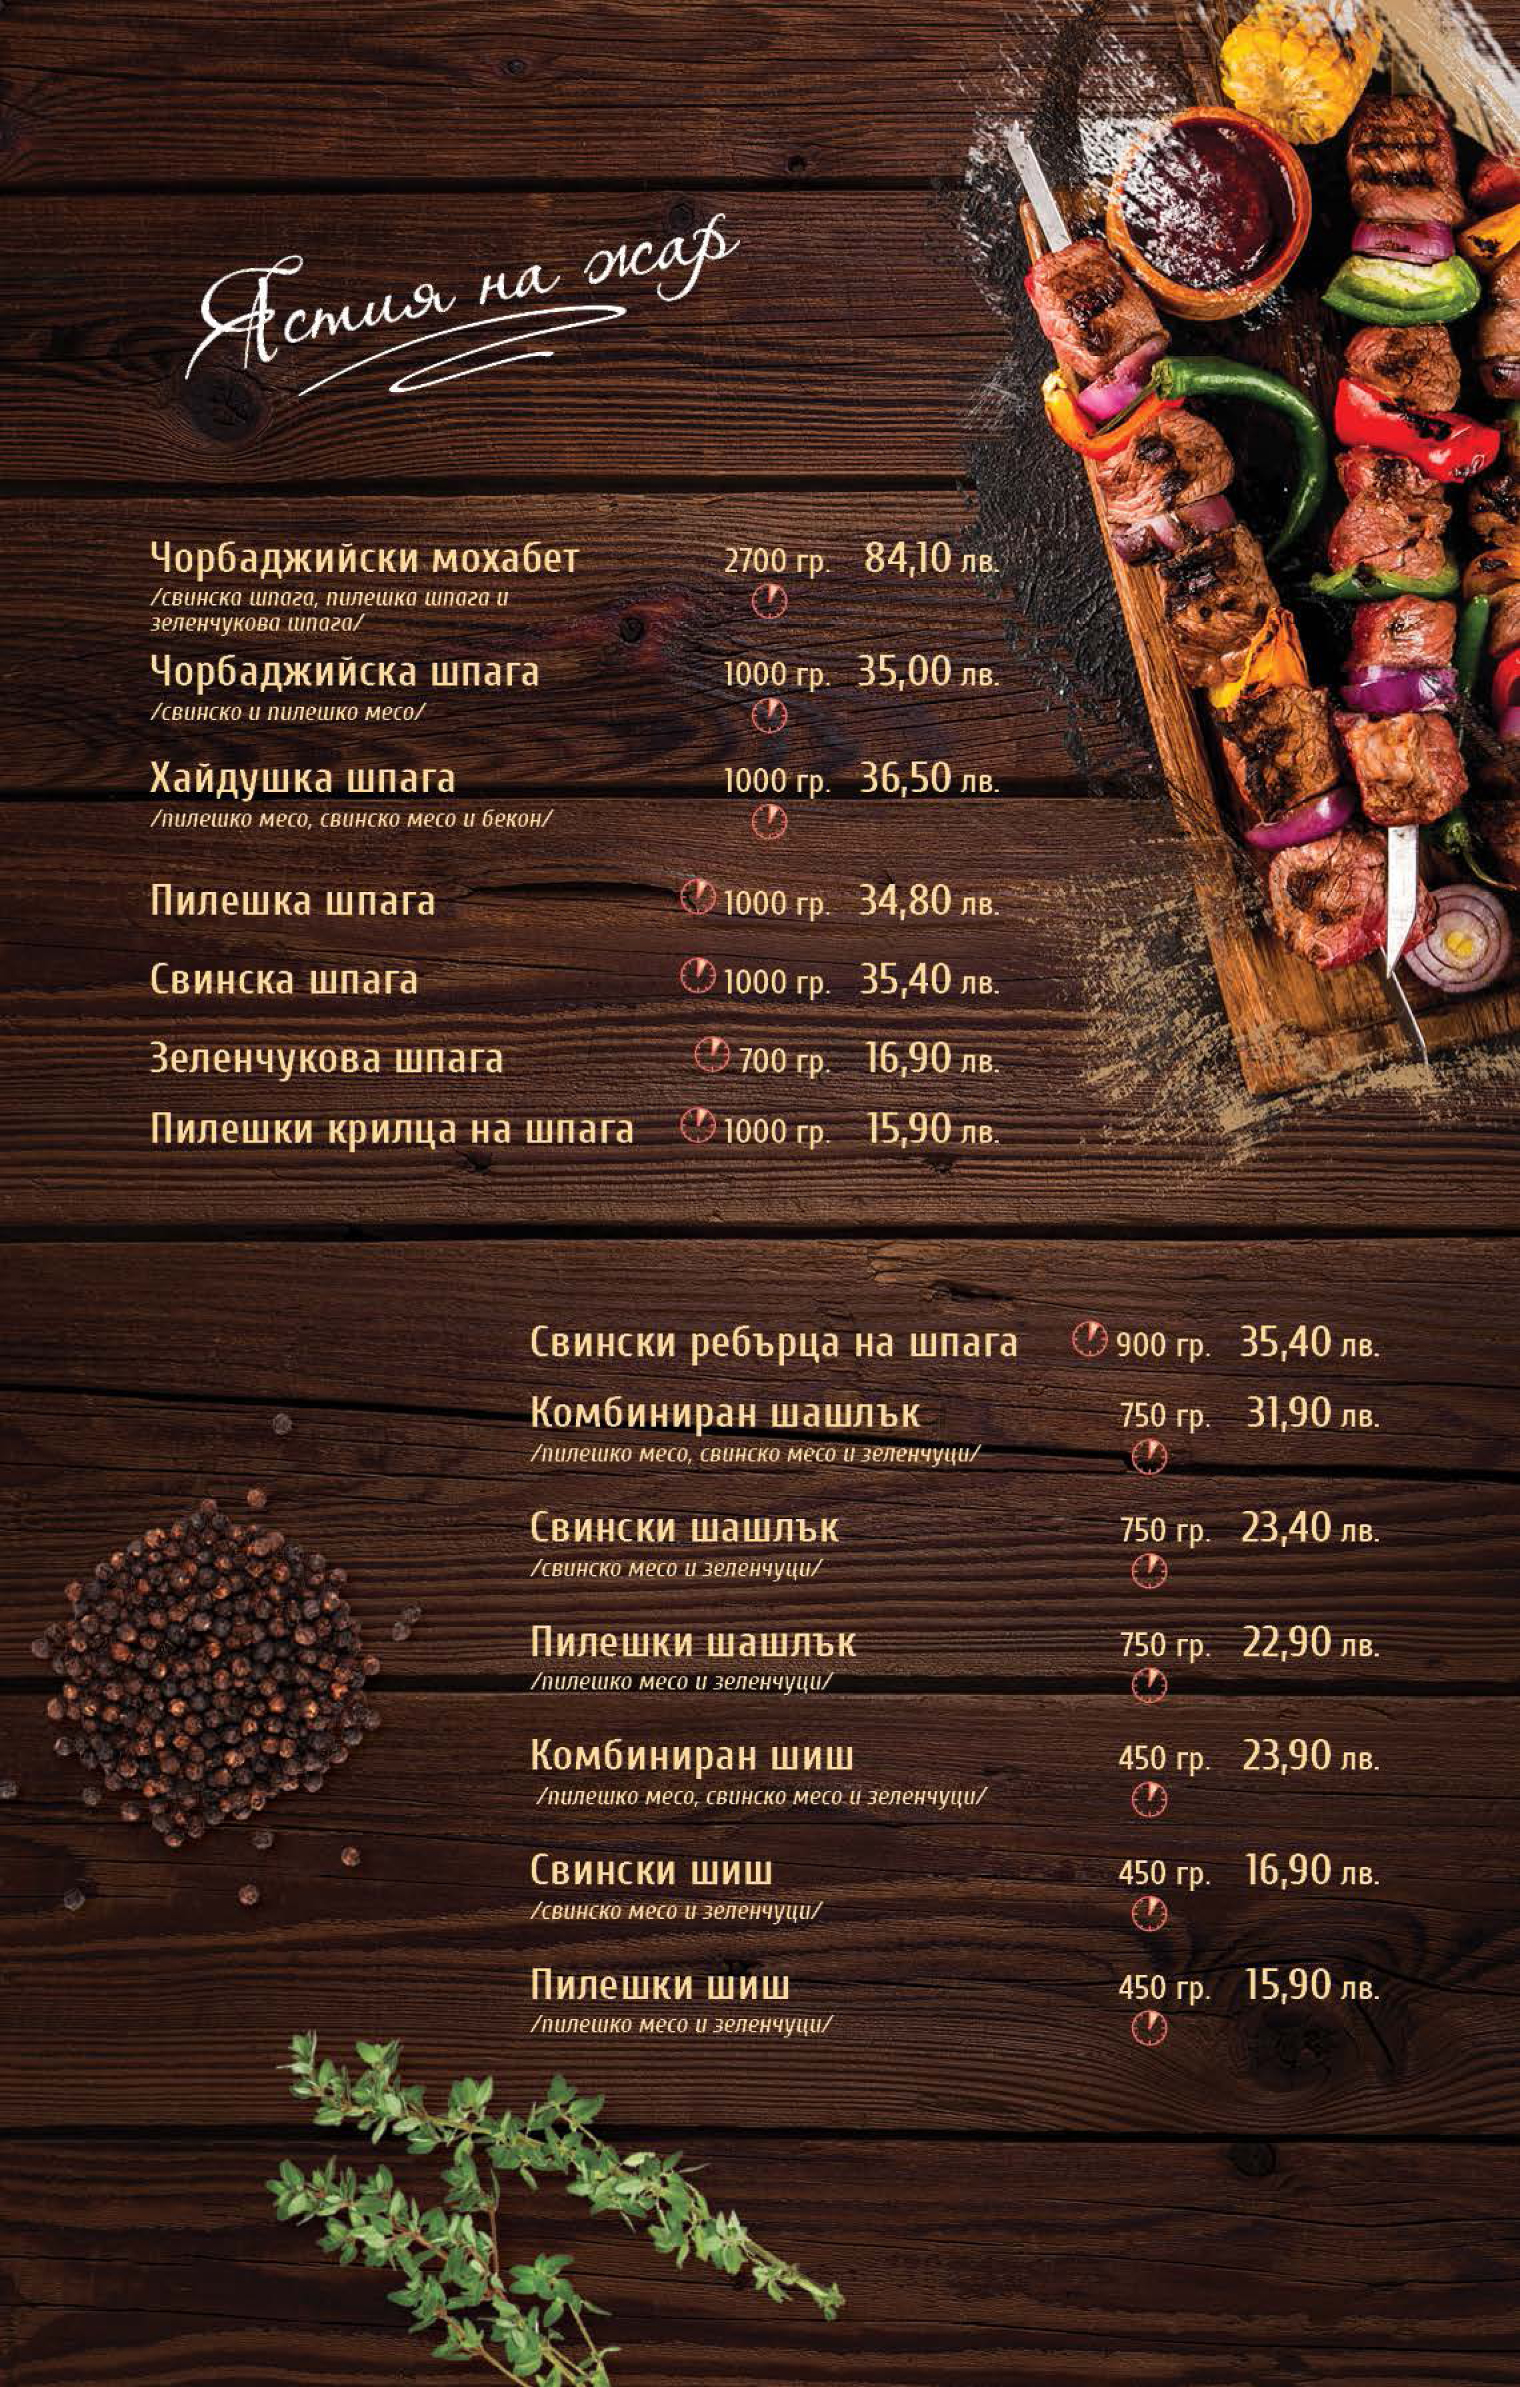 Ястия на жар
Чорбаджийски мохабет 2700 гр. 84,10 лв.
/свинска шпага, пилешка шпага и
зеленчукова шпага/
Чорбаджийска шпага 1000 гр. 35,00 лв.
/свинско и пилешко месо/
Хайдушка шпага 1000 гр. 36,50 лв.
/пилешко месо, свинско месо и бекон/
Пилешка шпага 1000 гр. 34,80 лв.
Свинска шпага 1000 гр. 35,40 лв.
Зеленчукова шпага 700 гр. 16,90 лв.
Пилешки крилца на шпага 1000 гр. 15,90 лв.
Свински ребърца на шпага 900 гр. 35,40 лв.
Комбиниран шашлък 750 гр. 31,90 лв.
/пилешко месо, свинско месо и зеленчуци/
Свински шашлък 750 гр. 23,40 лв.
/свинско месо и зеленчуци/
Пилешки шашлък 750 гр. 22,90 лв.
/пилешко месо и зеленчуци/
Комбиниран шиш 450 гр. 23,90 лв.
/пилешко месо, свинско месо и зеленчуци/
Свински шиш 450 гр. 16,90 лв.
/свинско месо и зеленчуци/
Пилешки шиш 450 гр. 15,90 лв.
/пилешко месо и зеленчуци/